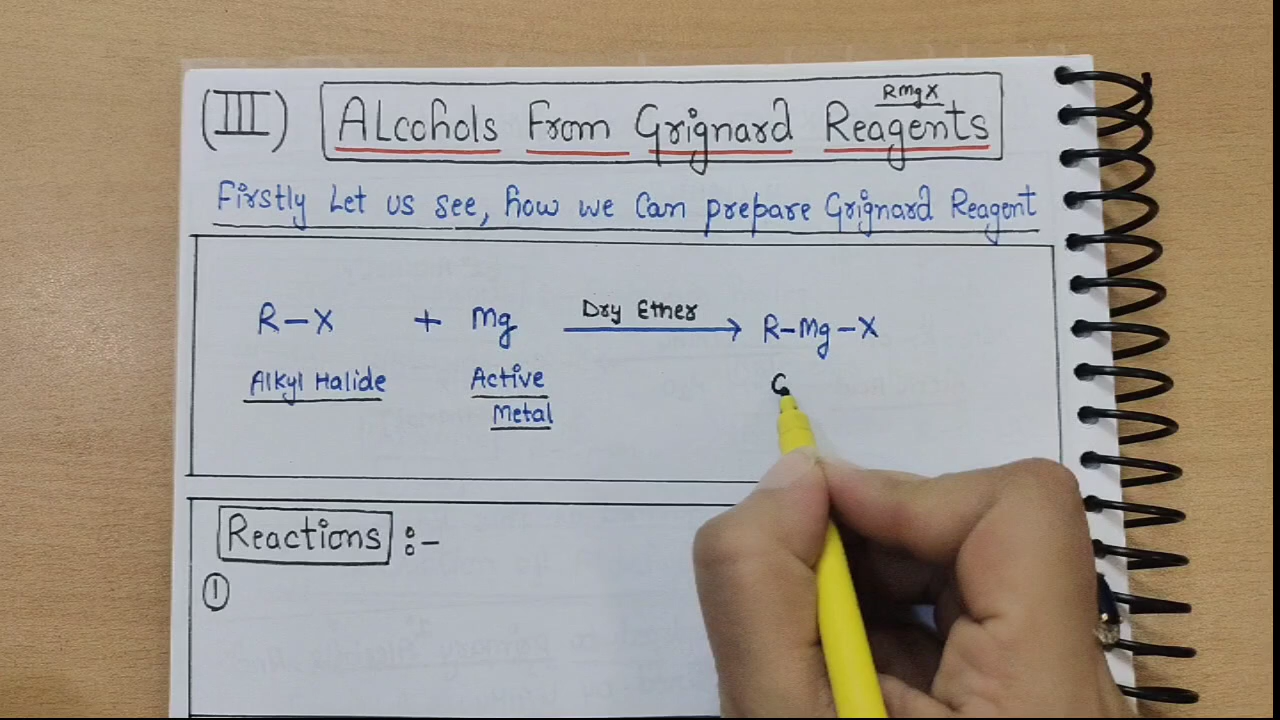 (III) Alcohols From Grignard Reagents
RMgX
Firstly Let us see, how we can prepare Grignard Reagent
R-X + Mg Dry Ether → R-Mg-X
Alkyl Halide Active Metal G
Reactions :-
①